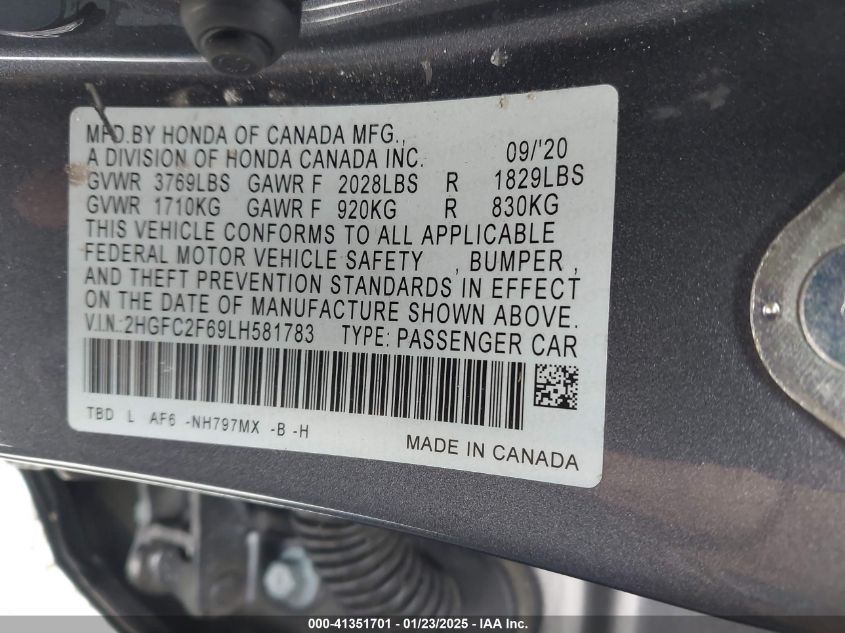 MFD.BY HONDA OF CANADA MFG.,
A DIVISION OF HONDA CANADA INC. 09/'20
GVWR 3769LBS GAWR F 2028LBS R 1829LBS
GVWR 1710KG GAWR F 920KG R 830KG
THIS VEHICLE CONFORMS TO ALL APPLICABLE
FEDERAL MOTOR VEHICLE SAFETY , BUMPER ,
AND THEFT PREVENTION STANDARDS IN EFFECT
ON THE DATE OF MANUFACTURE SHOWN ABOVE.
V.I.N.:2HGFC2F69LH581783 TYPE: PASSENGER CAR
TBD L AF6 -NH797MX -B -H
MADE IN CANADA
000-41351701 - 01/23/2025 - IAA Inc.